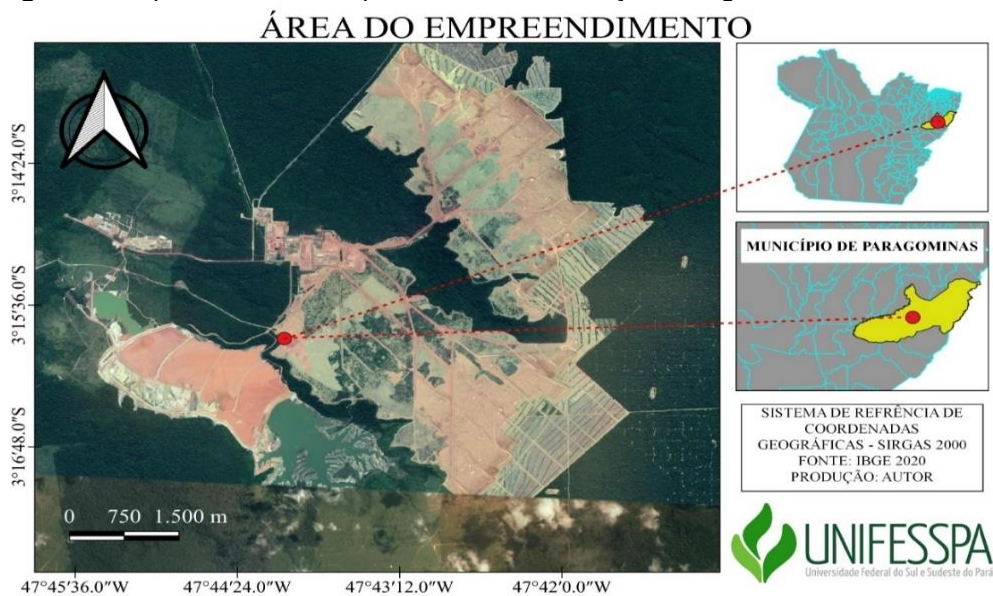 ÁREA DO EMPREENDIMENTO
3°14'24.0"S
3°15'36.0"S
3°16'48.0"S
0 750 1.500 m
47°45'36.0"W 47°44'24.0"W 47°43'12.0"W 47°42'0.0"W
MUNICÍPIO DE PARAGOMINAS
SISTEMA DE REFRÊNCIA DE
COORDENADAS
GEOGRÁFICAS - SIRGAS 2000
FONTE: IBGE 2020
PRODUÇÃO: AUTOR
UNIFESSPA
Universidade Federal do Sul e Sudeste do Pará